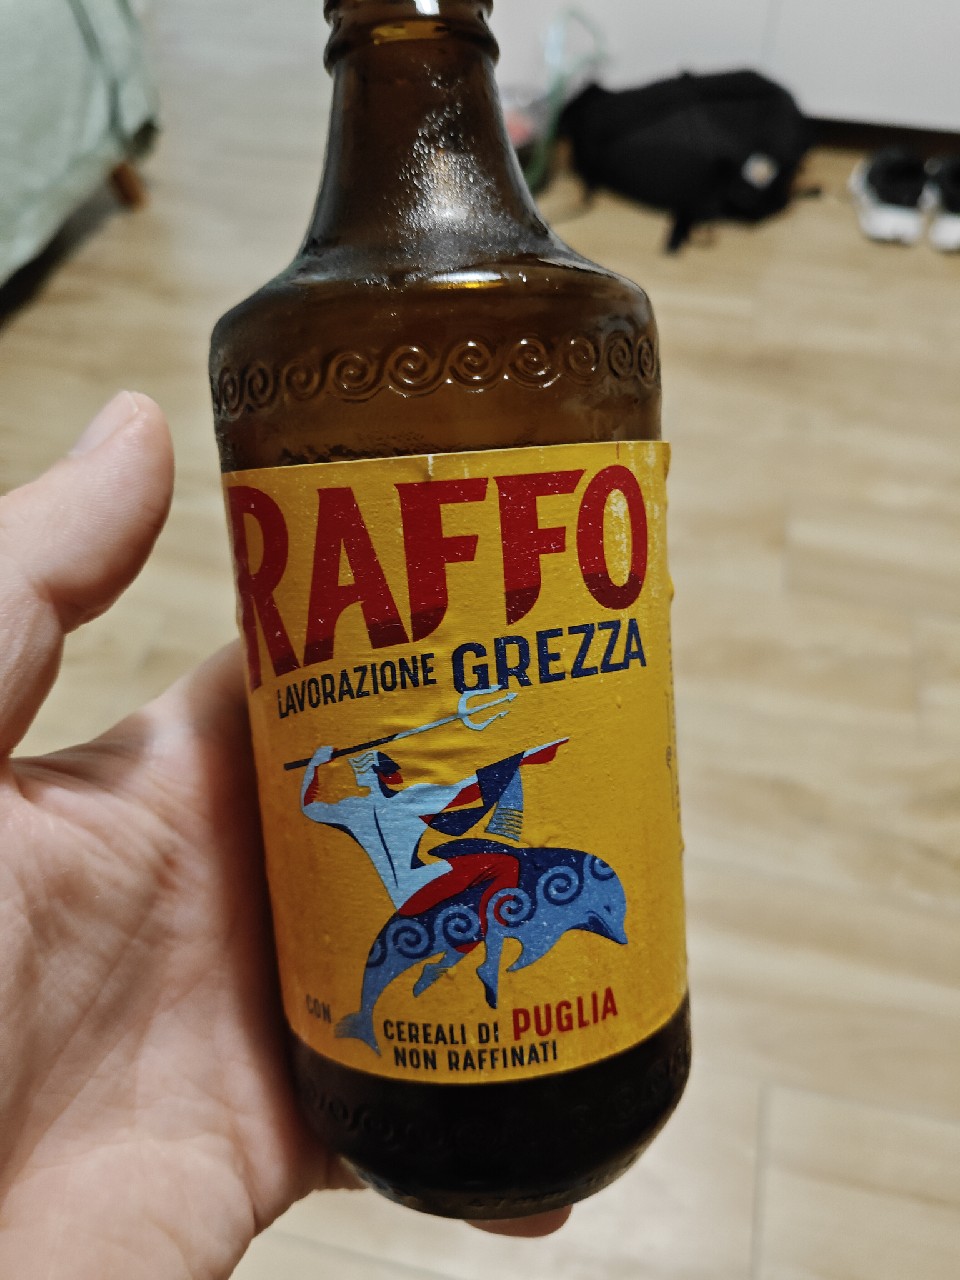 RAFFO
LAVORAZIONE GREZZA
CON
CEREALI DI PUGLIA
NON RAFFINATI